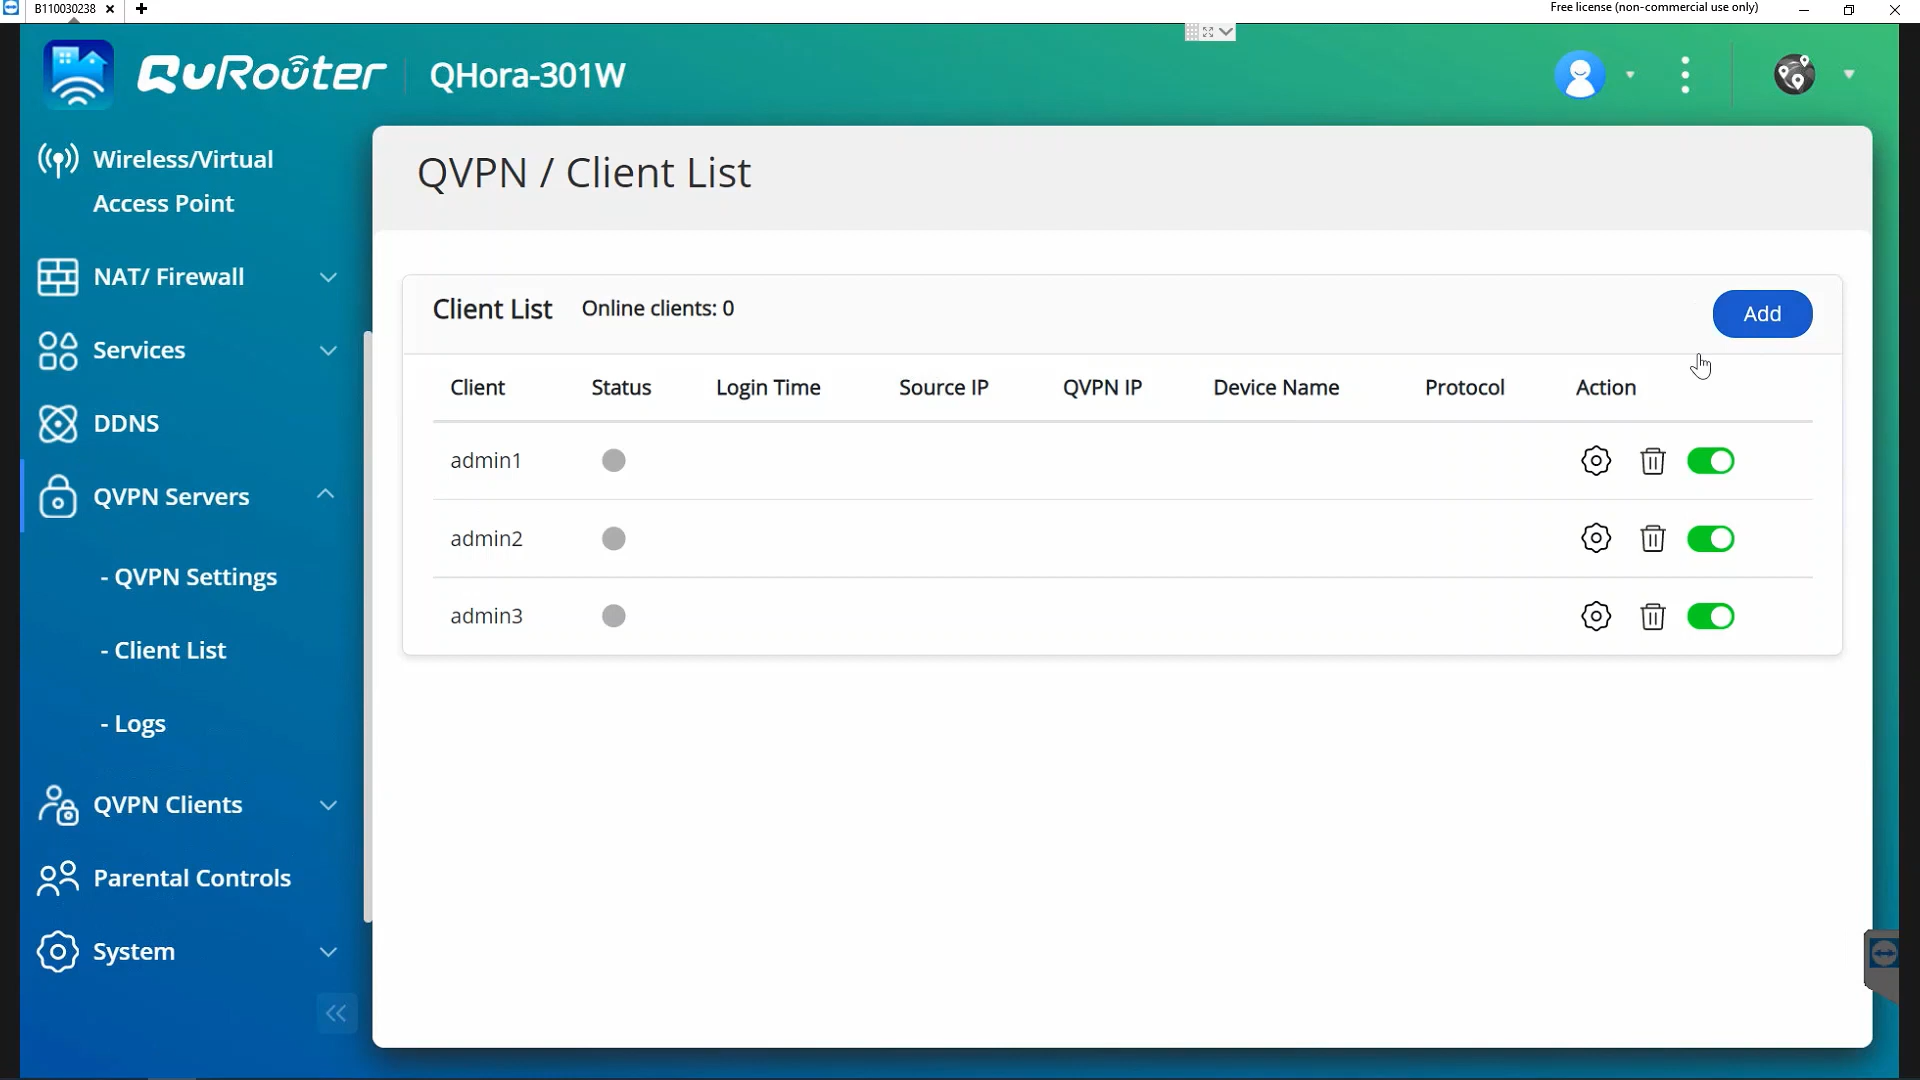 B110030238
Free license (non-commercial use only)
QuRouter QHora-301W
Wireless/Virtual
Access Point
NAT/ Firewall
Services
DDNS
QVPN Servers
- QVPN Settings
- Client List
- Logs
QVPN Clients
Parental Controls
System
QVPN / Client List
Client List Online clients: 0
Add
Client Status Login Time Source IP QVPN IP Device Name Protocol Action
admin1
admin2
admin3